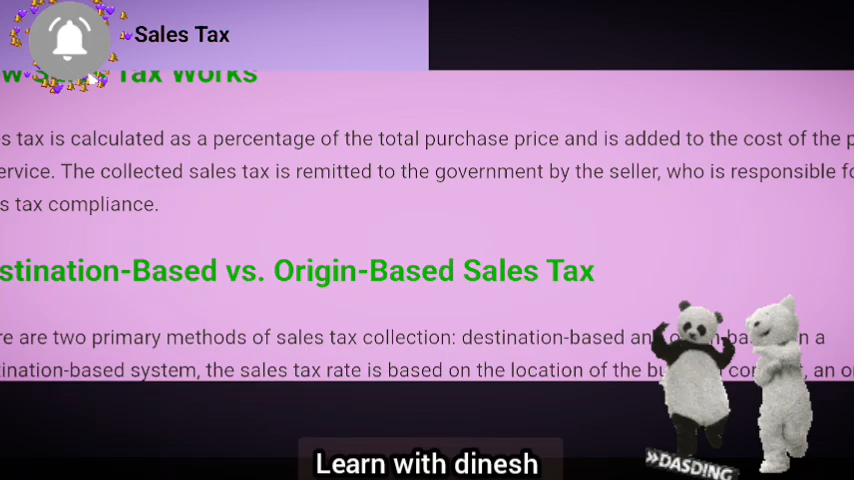 Sales Tax
Tax Works
s tax is calculated as a percentage of the total purchase price and is added to the cost of the p
ervice. The collected sales tax is remitted to the government by the seller, who is responsible fo
s tax compliance.
stination-Based vs. Origin-Based Sales Tax
re are two primary methods of sales tax collection: destination-based an n a
tination-based system, the sales tax rate is based on the location of the bu , an o
Learn with dinesh
»DASDING